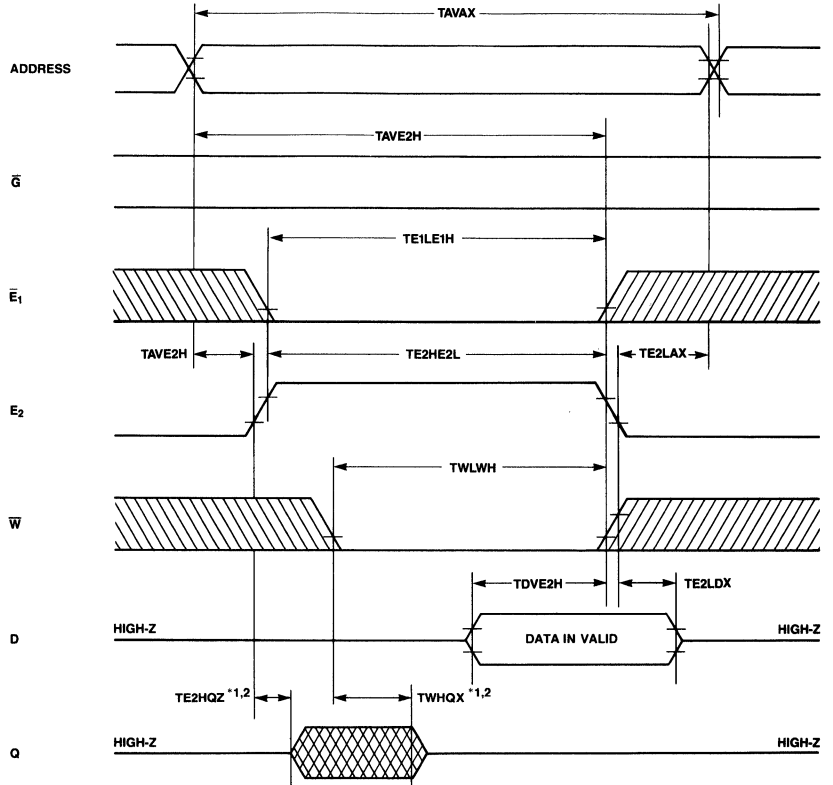 TAVAX
ADDRESS
TAVE2H
G̅
TE1LE1H
E̅₁
TAVE2H
TE2HE2L
TE2LAX
E₂
TWLWH
W̅
TDVE2H
TE2LDX
HIGH-Z
DATA IN VALID
HIGH-Z
D
TE2HQZ *1,2
TWHQX *1,2
HIGH-Z
HIGH-Z
Q